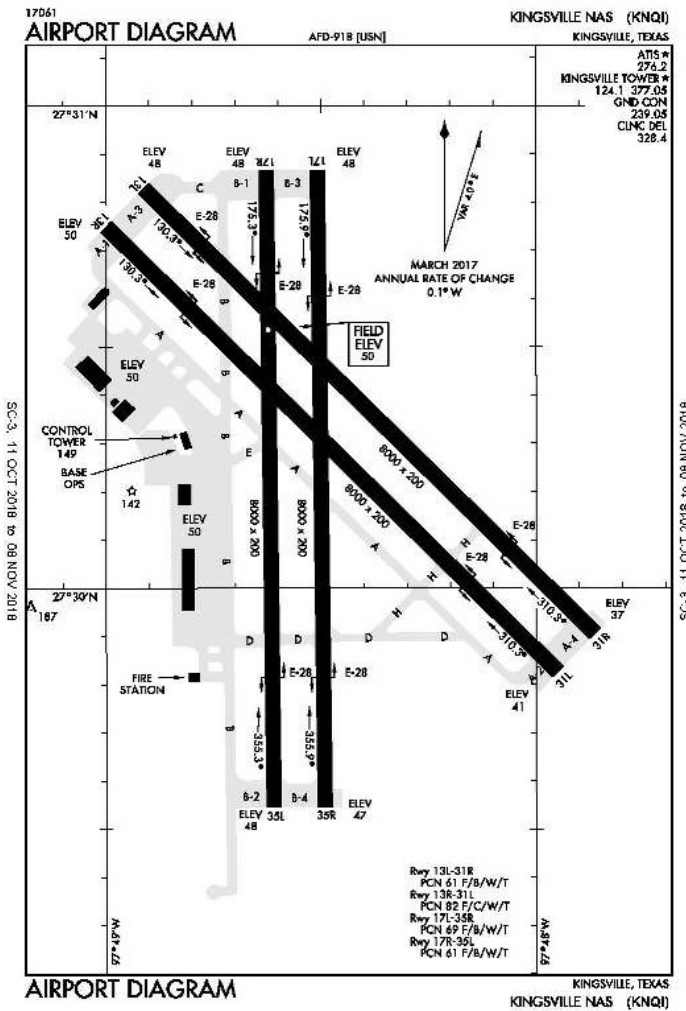 17061
AIRPORT DIAGRAM
AFD-918 [USN]
KINGSVILLE NAS (KNQI)
KINGSVILLE, TEXAS
ATIS★
276.2
KINGSVILLE TOWER★
124.1 377.05
GND CON
239.05
CLNC DEL
328.4
27°31'N
ELEV
48
ELEV
48
17R
17L
ELEV
48
13L
C
B-1
B-3
VAR 4.0° E
ELEV
50
13R
A-3
A-1
E-28
130.3°
130.3°
175.3°
175.9°
MARCH 2017
ANNUAL RATE OF CHANGE
0.1° W
E-28
E-28
E-28
B
A
FIELD
ELEV
50
ELEV
50
B
A
CONTROL
TOWER
149
BASE
OPS
B
E
A
142
8000 x 200
8000 x 200
8000 x 200
8000 x 200
ELEV
50
A
H
E-28
B
H
E-28
27°30'N
187
H
310.3°
310.3°
ELEV
37
D
D
D
D
A
A-4
31R
A-2
31L
FIRE
STATION
E-28
E-28
ELEV
41
B
355.3°
355.9°
B-2
B-4
ELEV
48
35L
35R
ELEV
47
Rwy 13L-31R
PCN 61 F/B/W/T
Rwy 13R-31L
PCN 82 F/C/W/T
Rwy 17L-35R
PCN 69 F/B/W/T
Rwy 17R-35L
PCN 61 F/B/W/T
97°49'W
97°48'W
SC-3, 11 OCT 2018 to 08 NOV 2018
SC-3, 11 OCT 2018 to 08 NOV 2018
AIRPORT DIAGRAM
KINGSVILLE, TEXAS
KINGSVILLE NAS (KNQI)